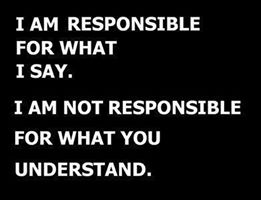 I AM RESPONSIBLE
FOR WHAT
I SAY.
I AM NOT RESPONSIBLE
FOR WHAT YOU
UNDERSTAND.